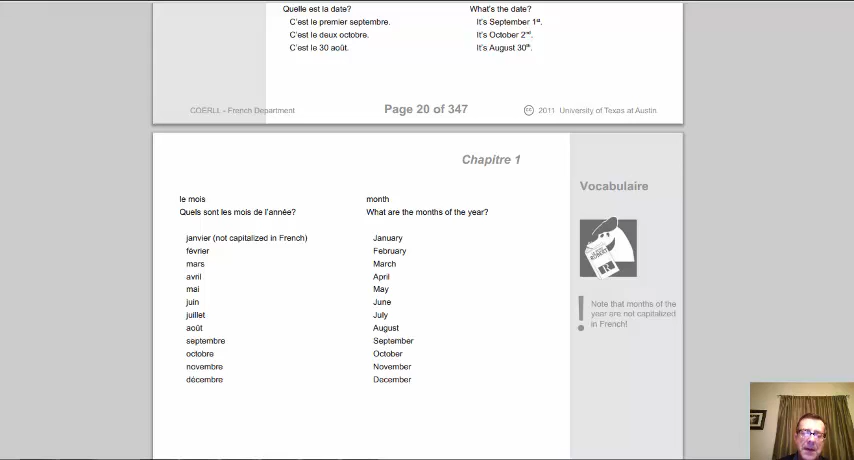 Quelle est la date? What's the date?
C'est le premier septembre. It's September 1st.
C'est le deux octobre. It's October 2nd.
C'est le 30 août. It's August 30th.
COERLL - French Department Page 20 of 347 cc 2011 University of Texas at Austin
Chapitre 1
Vocabulaire
le mois month
Quels sont les mois de l'année? What are the months of the year?
janvier (not capitalized in French) January
février February
mars March
avril April
mai May
juin June
juillet July
août August
septembre September
octobre October
novembre November
décembre December
ROBERT
R
! Note that months of the
year are not capitalized
in French!